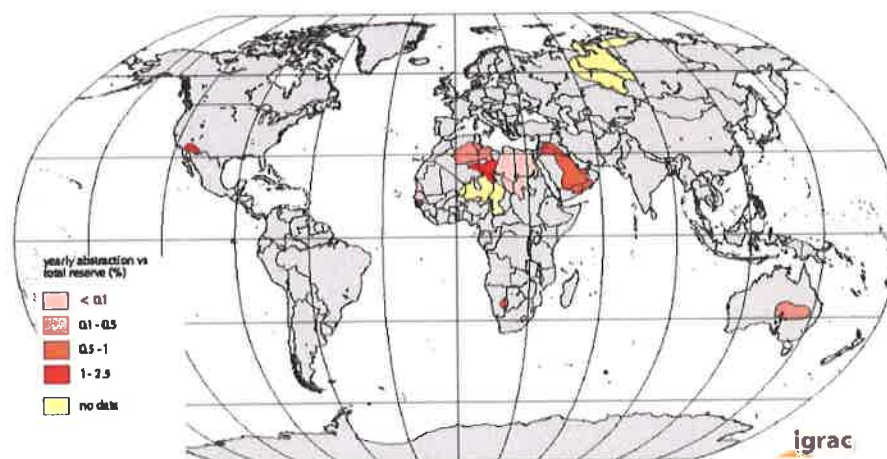 yearly abstraction vs
total reserve (%)
< 0.1
0.1 - 0.5
0.5 - 1
1 - 2.5
no data
igrac